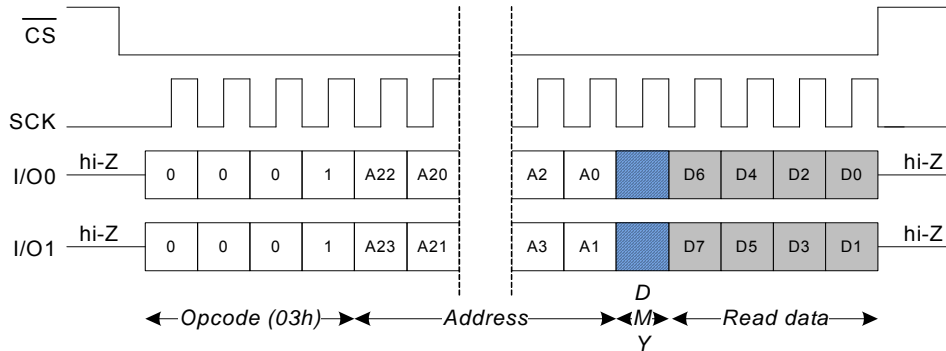 CS
SCK
I/O0 hi-Z 0 0 0 1 A22 A20 A2 A0 D6 D4 D2 D0 hi-Z
I/O1 hi-Z 0 0 0 1 A23 A21 A3 A1 D7 D5 D3 D1 hi-Z
Opcode (03h) Address D M Y Read data